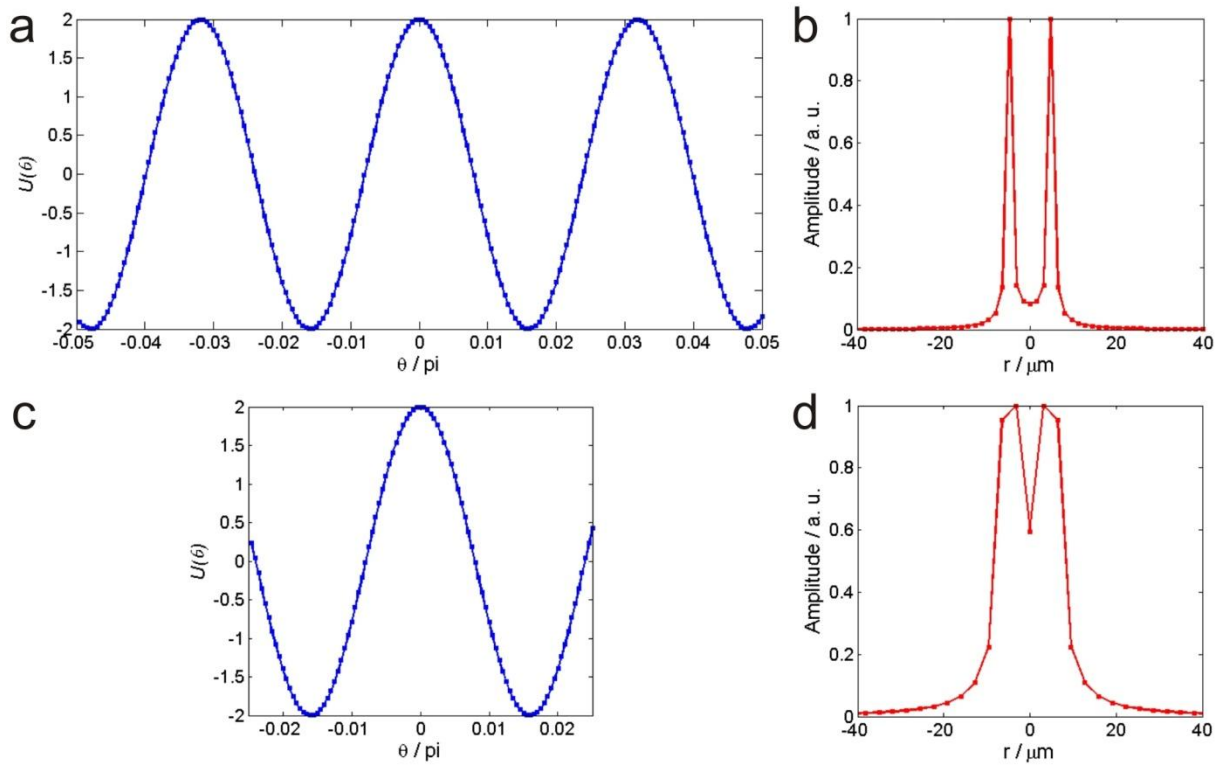 a
2
1.5
1
0.5
0
-0.5
-1
-1.5
-2
U(6)
-0.05 -0.04 -0.03 -0.02 -0.01 0 0.01 0.02 0.03 0.04 0.05
θ / pi
b
1
0.8
0.6
0.4
0.2
0
Amplitude / a. u.
-40 -20 0 20 40
r / μm
c
2
1.5
1
0.5
0
-0.5
-1
-1.5
-2
U(6)
-0.02 -0.01 0 0.01 0.02
θ / pi
d
1
0.8
0.6
0.4
0.2
0
Amplitude / a. u.
-40 -20 0 20 40
r / μm